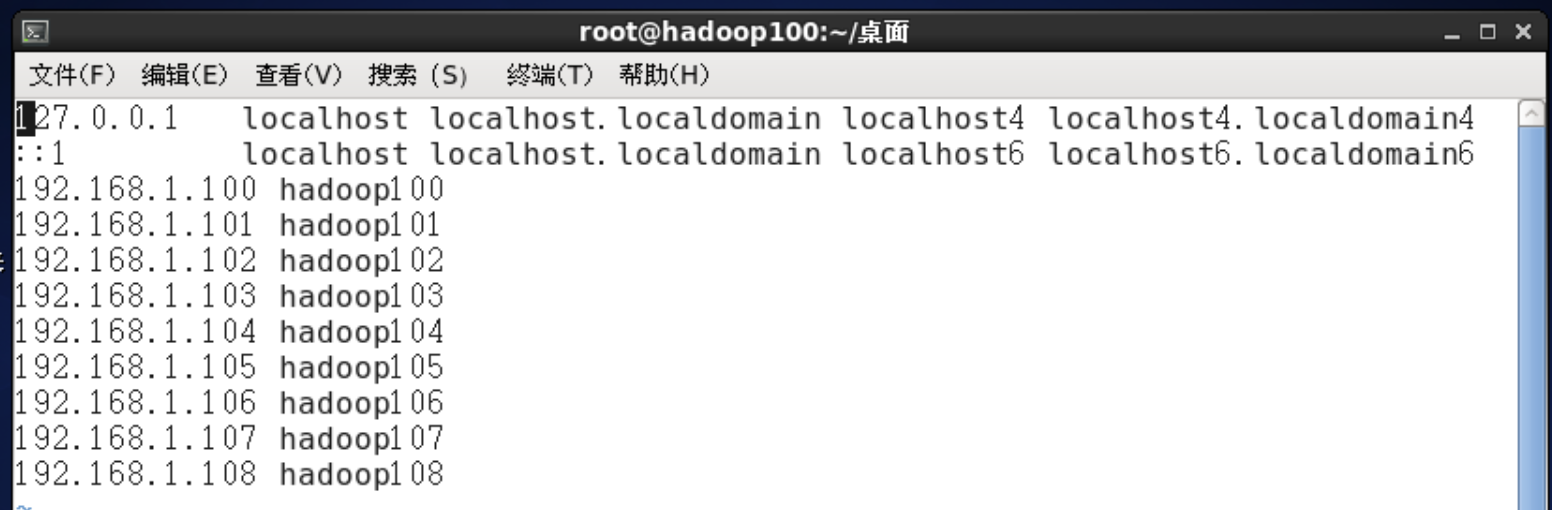 root@hadoop100:~/桌面
文件(F) 编辑(E) 查看(V) 搜索 (S) 终端(T) 帮助(H)
127.0.0.1   localhost localhost.localdomain localhost4 localhost4.localdomain4
::1         localhost localhost.localdomain localhost6 localhost6.localdomain6
192.168.1.100 hadoop100
192.168.1.101 hadoop101
192.168.1.102 hadoop102
192.168.1.103 hadoop103
192.168.1.104 hadoop104
192.168.1.105 hadoop105
192.168.1.106 hadoop106
192.168.1.107 hadoop107
192.168.1.108 hadoop108
~